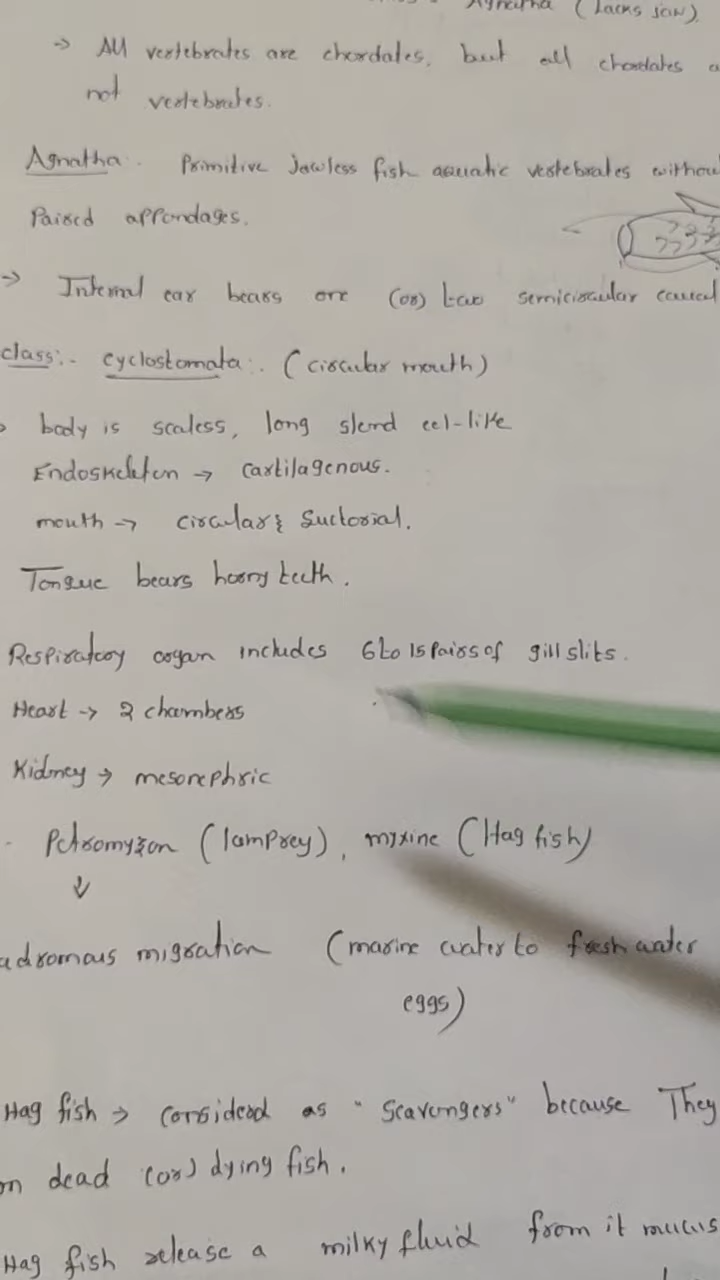 Agnatha (Lacks Jaw).
→ All vertebrates are chordates, but all chordates a
not vertebrates.
Agnatha. Primitive Jawless fish aquatic vertebrates withou
Paired appendages.
→ Internal ear bears one (or) two semicircular cannal
class:- cyclostomata:. (circular mouth)
body is scaless, long slend eel-like
Endoskeleton → cartilagenous.
mouth → circular & Suctorial.
Tongue bears horny teeth.
Respiratory organ includes 6 to 15 pairs of gill slits.
Heart → 2 chambers
Kidney → mesonephric
Petromyzon (lamprey), myxine (Hag fish)
↓
adromous migration (marine water to fresh water
eggs)
Hag fish → considead as "Scavengers" because They
on dead (or) dying fish.
Hag fish release a milky fluid from it mucus